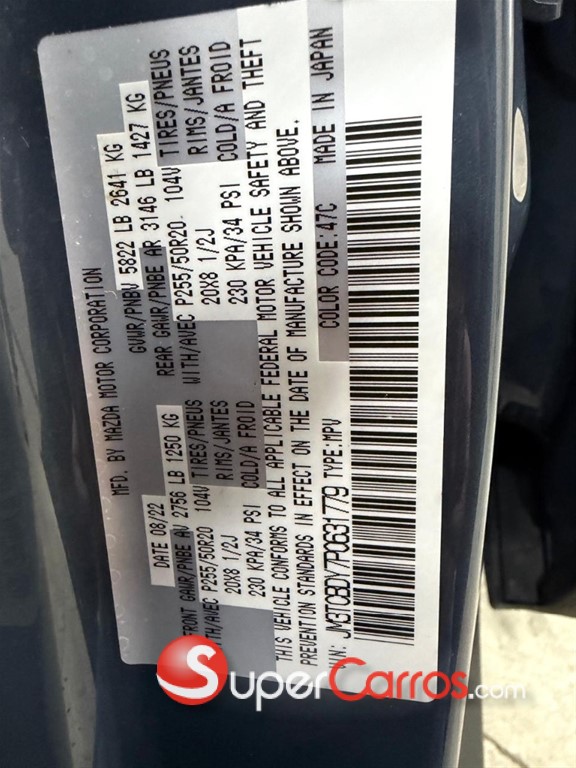 MFD. BY MAZDA MOTOR CORPORATION
DATE 08/22 GVWR/PNBV 5822 LB 2641 KG
FRONT GAWR/PNBE AV 2756 LB 1250 KG REAR GAWR/PNBE AR 3146 LB 1427 KG
TH/AVEC P255/50R20 104V TIRES/PNEUS WITH/AVEC P255/50R20 104V TIRES/PNEUS
20X8 1/2J RIMS/JANTES 20X8 1/2J RIMS/JANTES
230 KPA/34 PSI COLD/A FROID 230 KPA/34 PSI COLD/A FROID
THIS VEHICLE CONFORMS TO ALL APPLICABLE FEDERAL MOTOR VEHICLE SAFETY AND THEFT
PREVENTION STANDARDS IN EFFECT ON THE DATE OF MANUFACTURE SHOWN ABOVE.
VIN: JM3TCBDY7P0631779 TYPE:MPV COLOR CODE:47C MADE IN JAPAN
SUPERCARROS.com